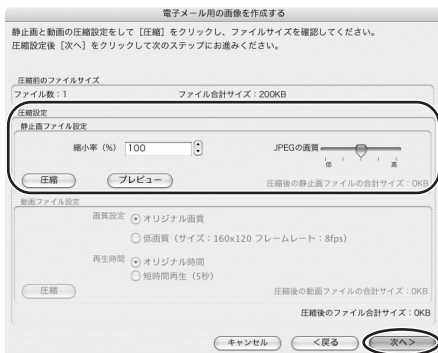 電子メール用の画像を作成する
静止画と動画の圧縮設定をして［圧縮］をクリックし、ファイルサイズを確認してください。
圧縮設定後［次へ］をクリックして次のステップにお進みください。
圧縮前のファイルサイズ
ファイル数：1 ファイル合計サイズ：200KB
圧縮設定
静止画ファイル設定
縮小率（%） 100 JPEGの画質
低 高
圧縮 プレビュー 圧縮後の静止画ファイルの合計サイズ：0KB
動画ファイル設定
画質設定 オリジナル画質
低画質（サイズ：160x120 フレームレート：8fps）
再生時間 オリジナル時間
短時間再生（5秒）
圧縮 圧縮後の動画ファイルの合計サイズ：0KB
圧縮後のファイル合計サイズ：0KB
キャンセル <戻る 次へ>